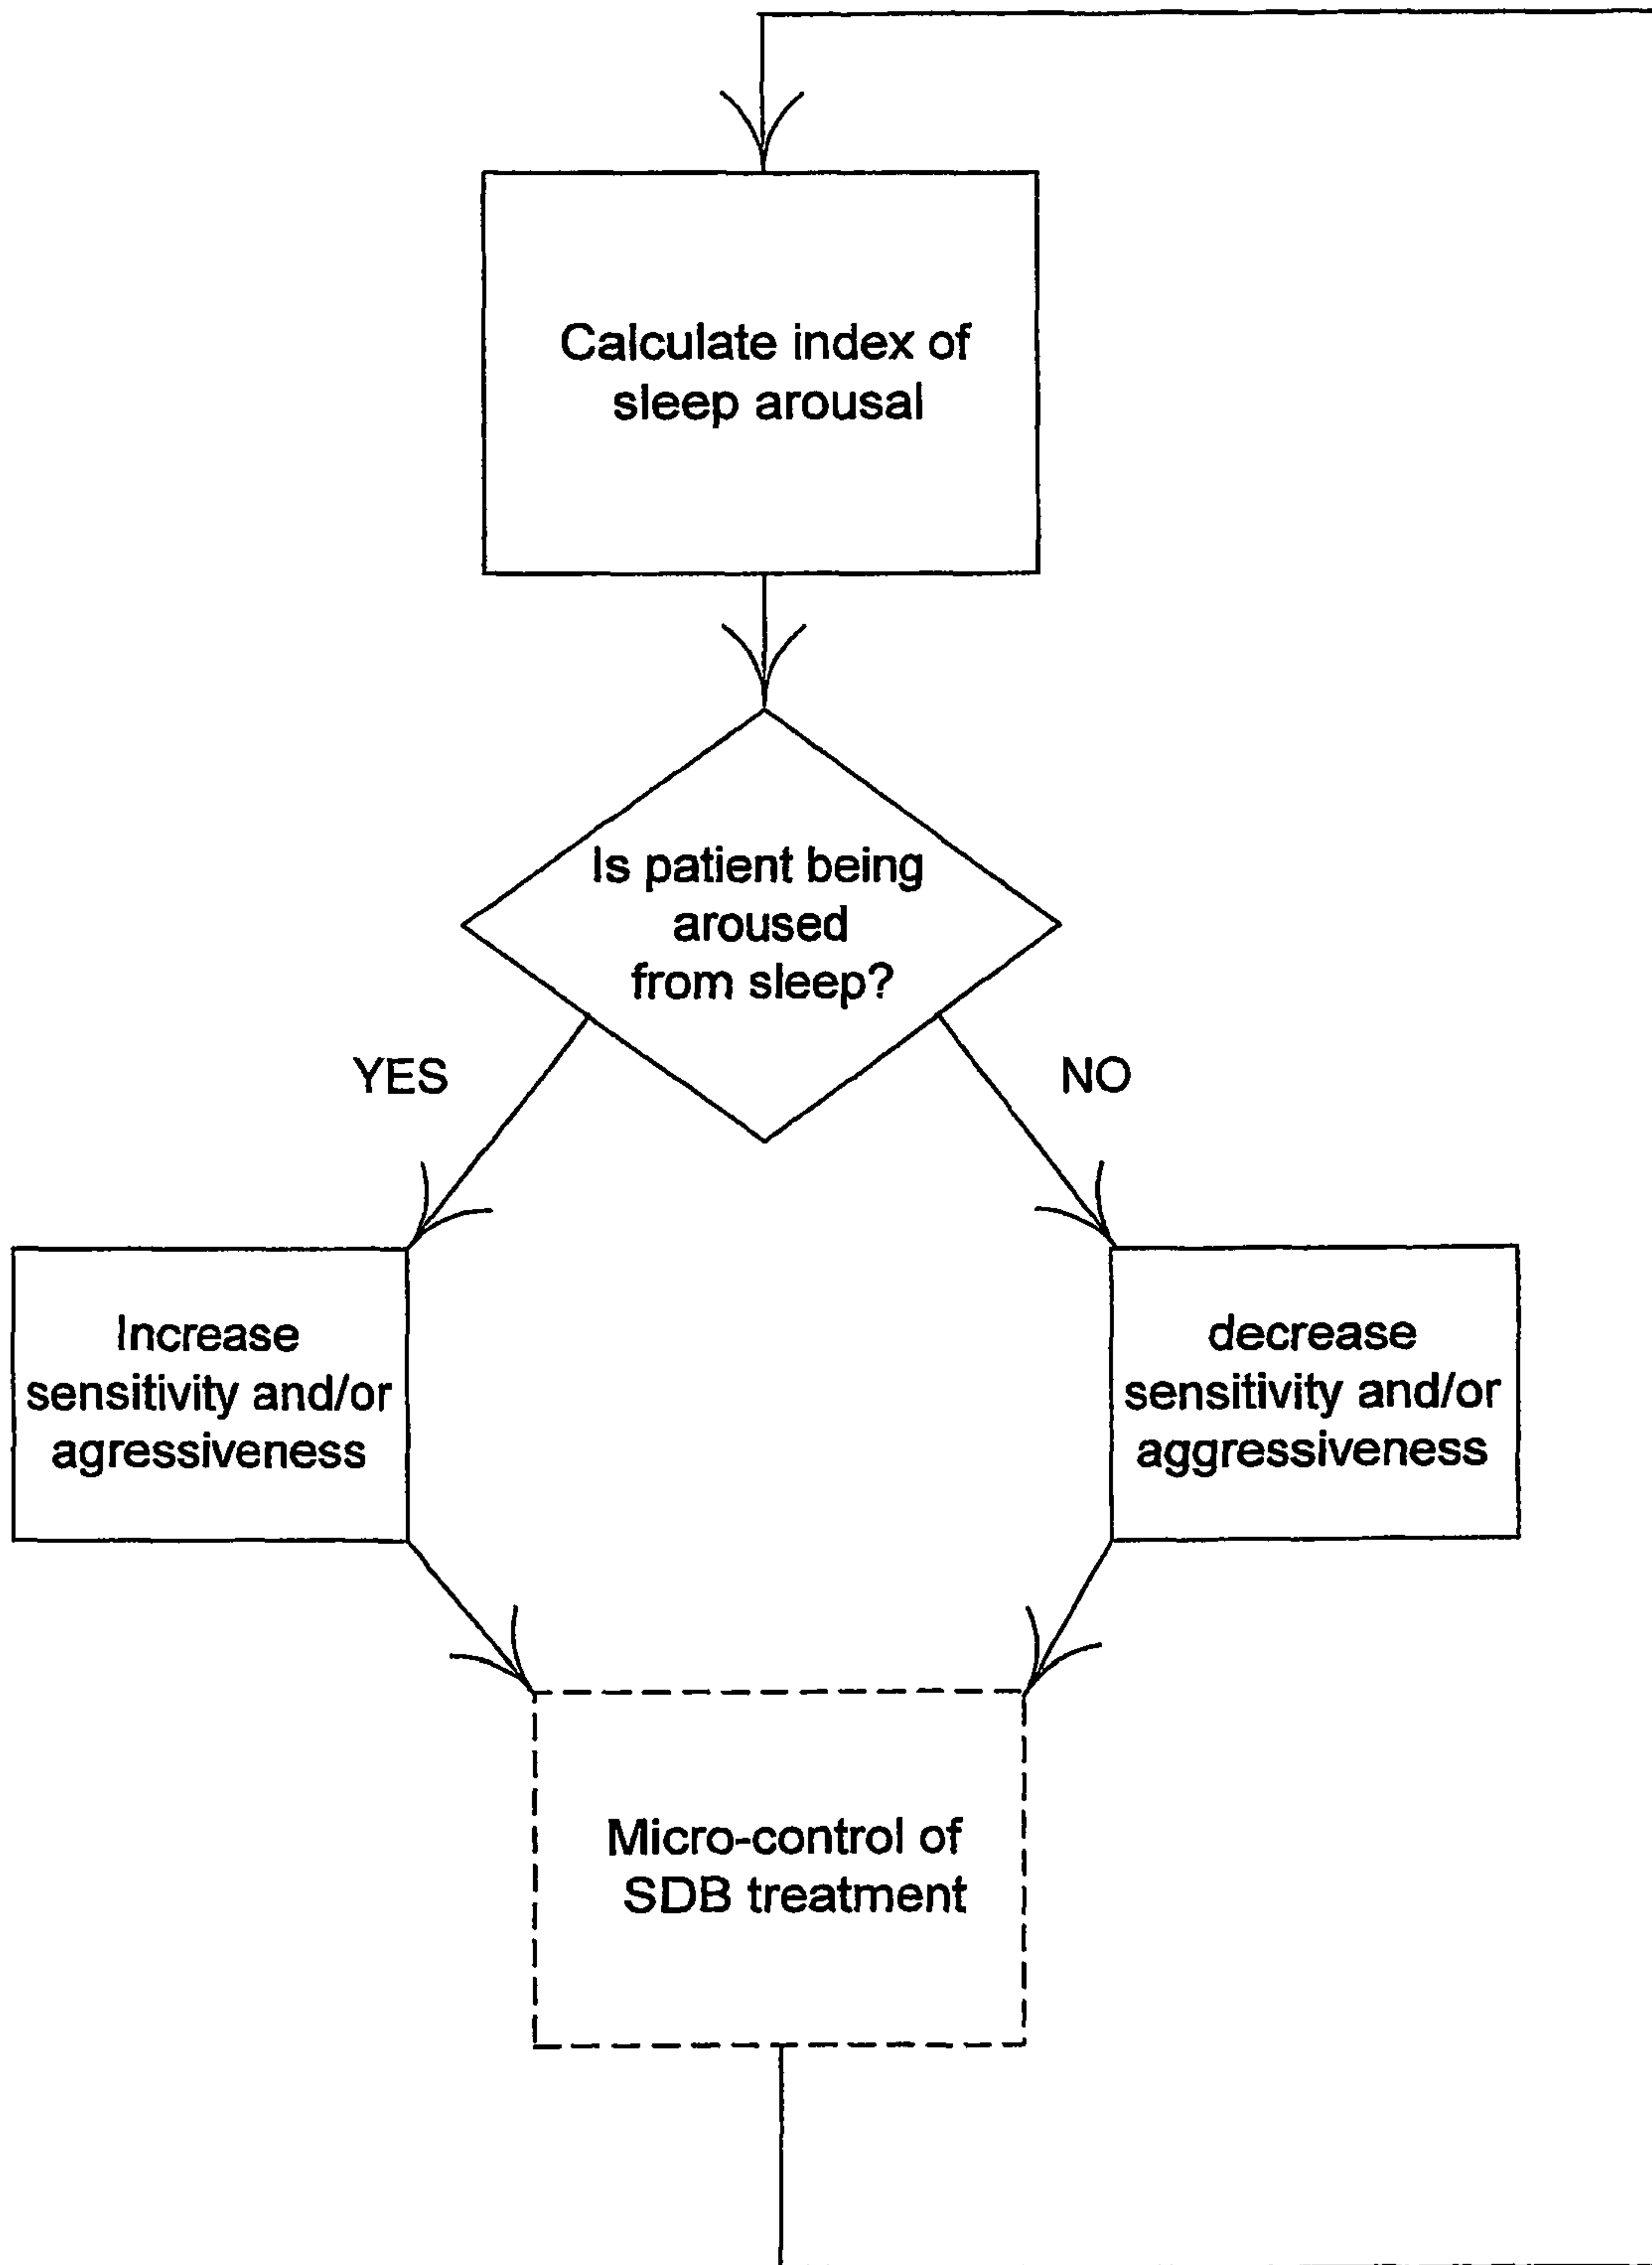 Calculate index of
sleep arousal
Is patient being
aroused
from sleep?
YES
NO
Increase
sensitivity and/or
agressiveness
decrease
sensitivity and/or
aggressiveness
Micro-control of
SDB treatment